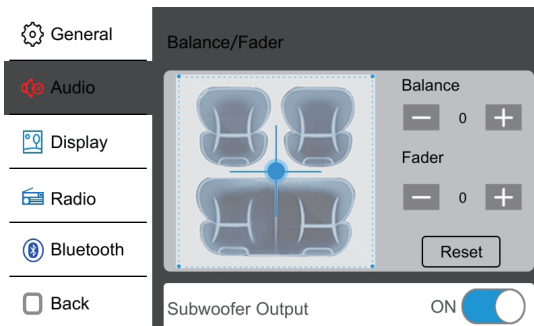 General
Audio
Display
Radio
Bluetooth
Back
Balance/Fader
Balance
0
Fader
0
Reset
Subwoofer Output
ON